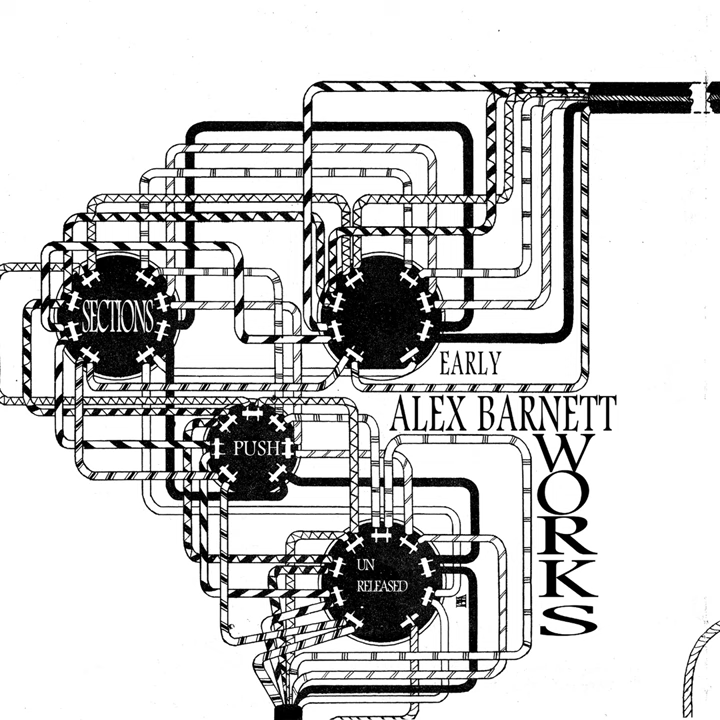 SECTIONS
EARLY
ALEX BARNETT
WORKS
PUSH
UN
RELEASED